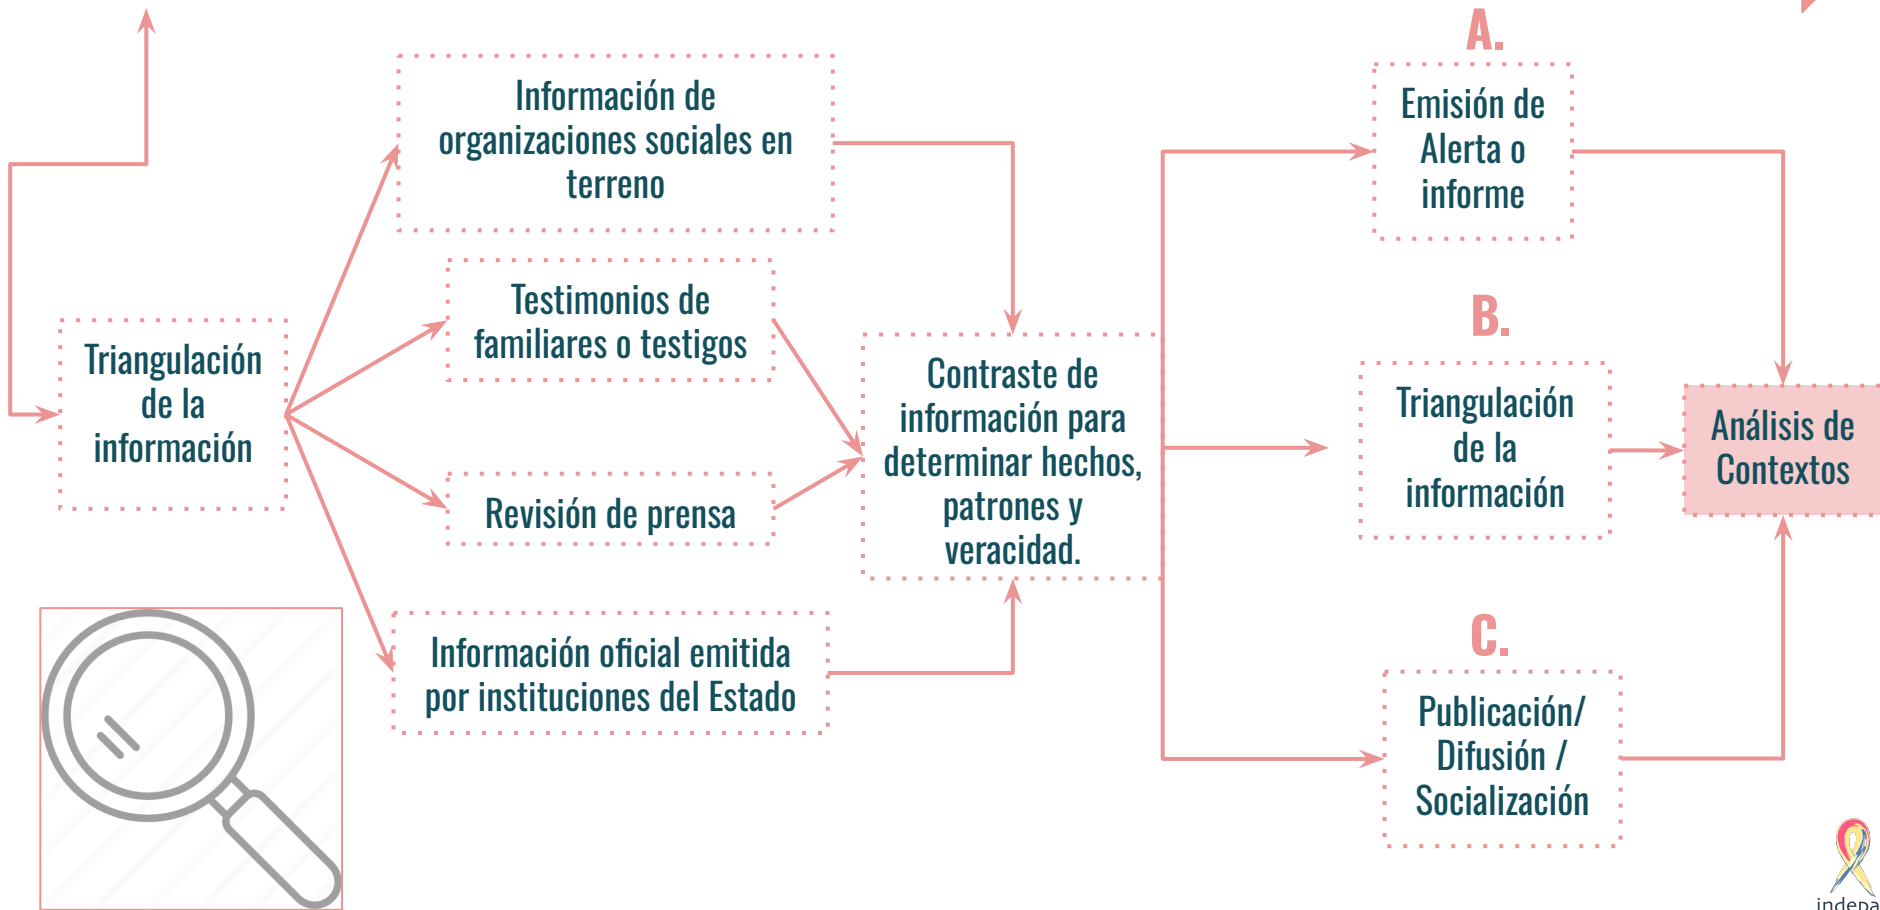 Triangulación
de la
información
Información de
organizaciones sociales en
terreno
Testimonios de
familiares o testigos
Revisión de prensa
Información oficial emitida
por instituciones del Estado
Contraste de
información para
determinar hechos,
patrones y
veracidad.
A.
Emisión de
Alerta o
informe
B.
Triangulación
de la
información
C.
Publicación/
Difusión /
Socialización
Análisis de
Contextos